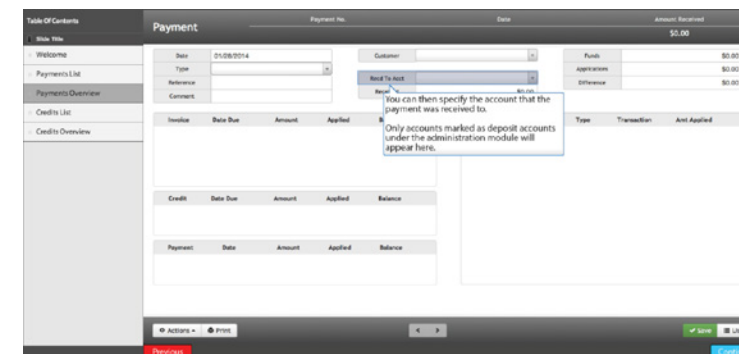 Table Of Contents
Slide Title
Welcome
Payments List
Payments Overview
Credits List
Credits Overview
Payment
Payment No.
Date
Amount Received
$0.00
Date 01/28/2014
Type
Reference
Comment
Customer
Recd To Acct
$0.00
Funds $0.00
Applications $0.00
Difference $0.00
You can then specify the account that the
payment was received to.
Only accounts marked as deposit accounts
under the administration module will
appear here.
Invoice Date Due Amount Applied
Type Transaction Amt Applied
Credit Date Due Amount Applied Balance
Payment Date Amount Applied Balance
Actions Print
Save
Previous